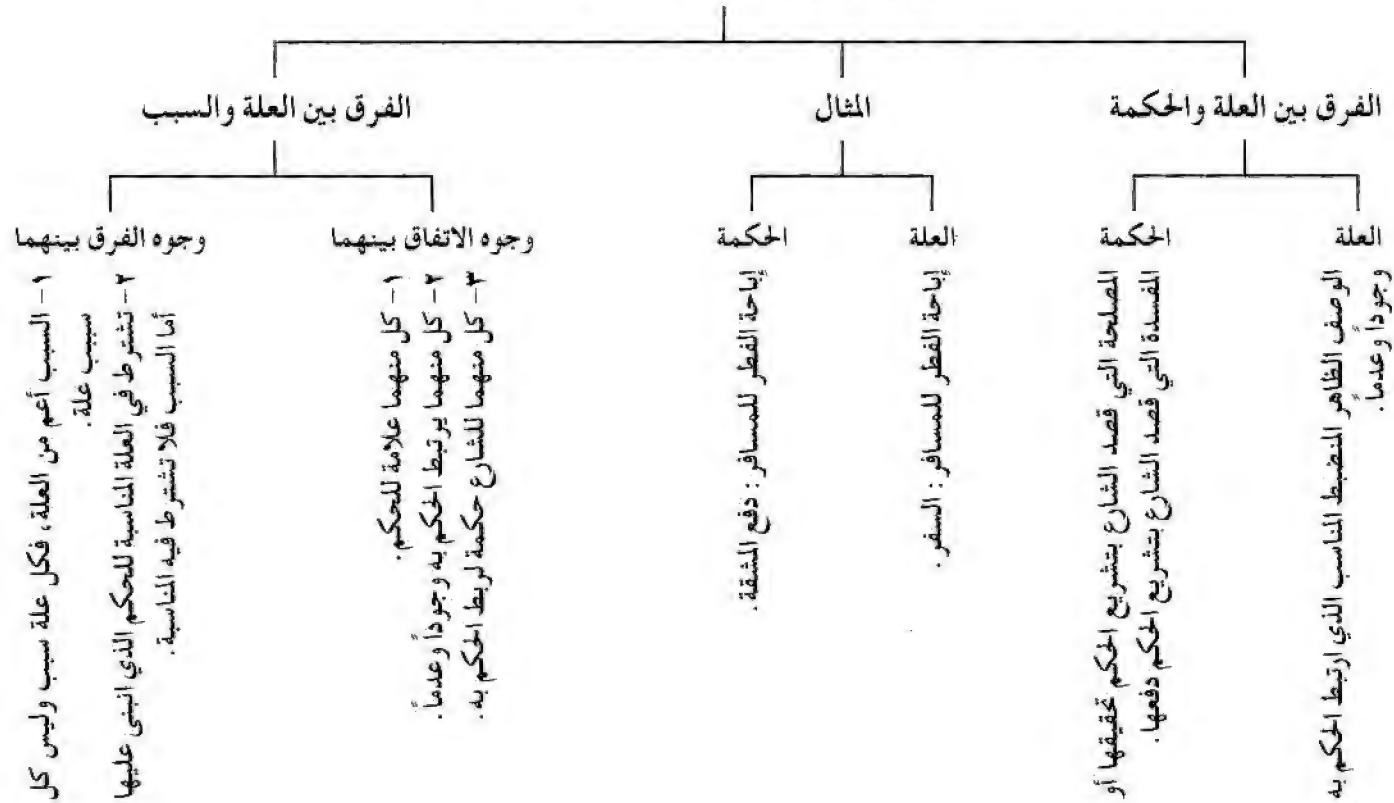 الفرق بين العلة والحكمة
المثال
الفرق بين العلة والسبب
العلة
الحكمة
العلة
الحكمة
وجوه الاتفاق بينهما
وجوه الفرق بينهما
الوصف الظاهر المنضبط المناسب الذي ارتبط الحكم به
وجوداً وعدماً.
المصلحة التي قصد الشارع بتشريع الحكم تحقيقها أو
المفسدة التي قصد الشارع بتشريع الحكم دفعها.
إباحة الفطر للمسافر : السفر.
إباحة الفطر للمسافر : دفع المشقة.
١- كل منهما علامة للحكم.
٢- كل منهما يرتبط الحكم به وجوداً وعدماً.
٣- كل منهما للشارع حكمة لربط الحكم به.
١- السبب أعم من العلة، فكل علة سبب وليس كل
سبب علة.
٢- تشترط في العلة المناسبة للحكم الذي انبنى عليها
أما السبب فلا تشترط فيه المناسبة.